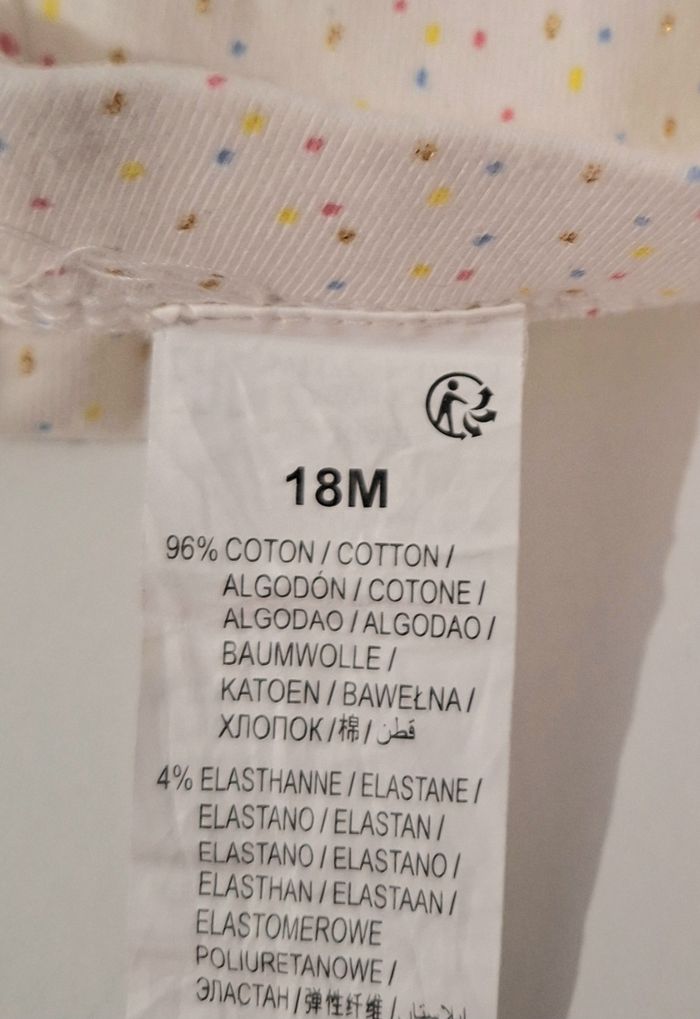 18M
96% COTON / COTTON /
ALGODÓN / COTONE /
ALGODAO / ALGODAO /
BAUMWOLLE /
KATOEN / BAWEŁNA /
ХЛОПОК / 棉 / قطن
4% ELASTHANNE / ELASTANE /
ELASTANO / ELASTAN /
ELASTANO / ELASTANO /
ELASTHAN / ELASTAAN /
ELASTOMEROWE
POLIURETANOWE /
ЭЛАСТАН / 弹性纤维 /